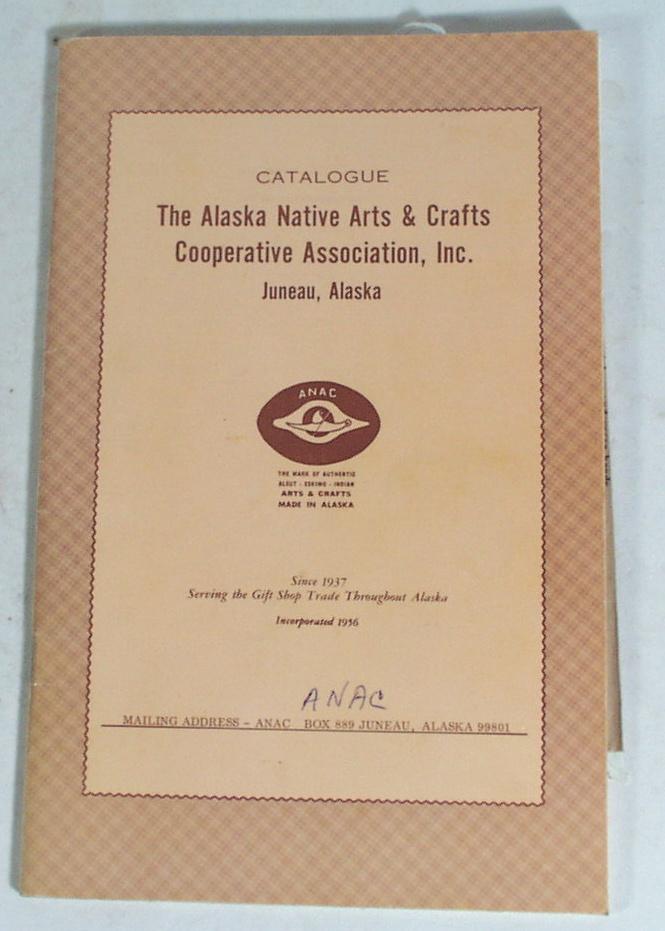 CATALOGUE
The Alaska Native Arts & Crafts
Cooperative Association, Inc.
Juneau, Alaska
ANAC
THE MARK OF AUTHENTIC
ALEUT - ESKIMO - INDIAN
ARTS & CRAFTS
MADE IN ALASKA
Since 1937
Serving the Gift Shop Trade Throughout Alaska
Incorporated 1956
ANAC
MAILING ADDRESS - ANAC BOX 889 JUNEAU, ALASKA 99801